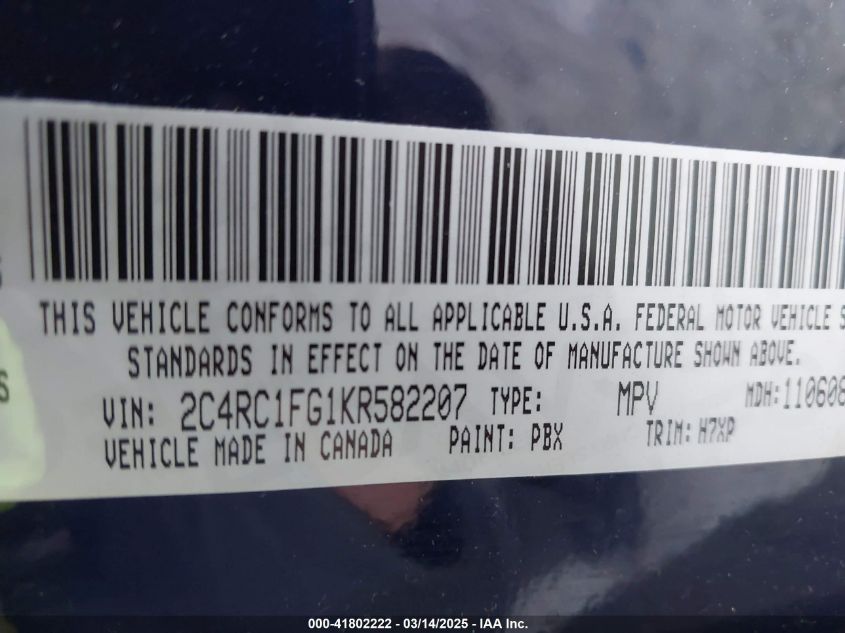 THIS VEHICLE CONFORMS TO ALL APPLICABLE U.S.A. FEDERAL MOTOR VEHICLE S
STANDARDS IN EFFECT ON THE DATE OF MANUFACTURE SHOWN ABOVE.
VIN: 2C4RC1FG1KR582207 TYPE: MPV MDH: 110608
VEHICLE MADE IN CANADA PAINT: PBX TRIM: H7XP
000-41802222 - 03/14/2025 - IAA Inc.